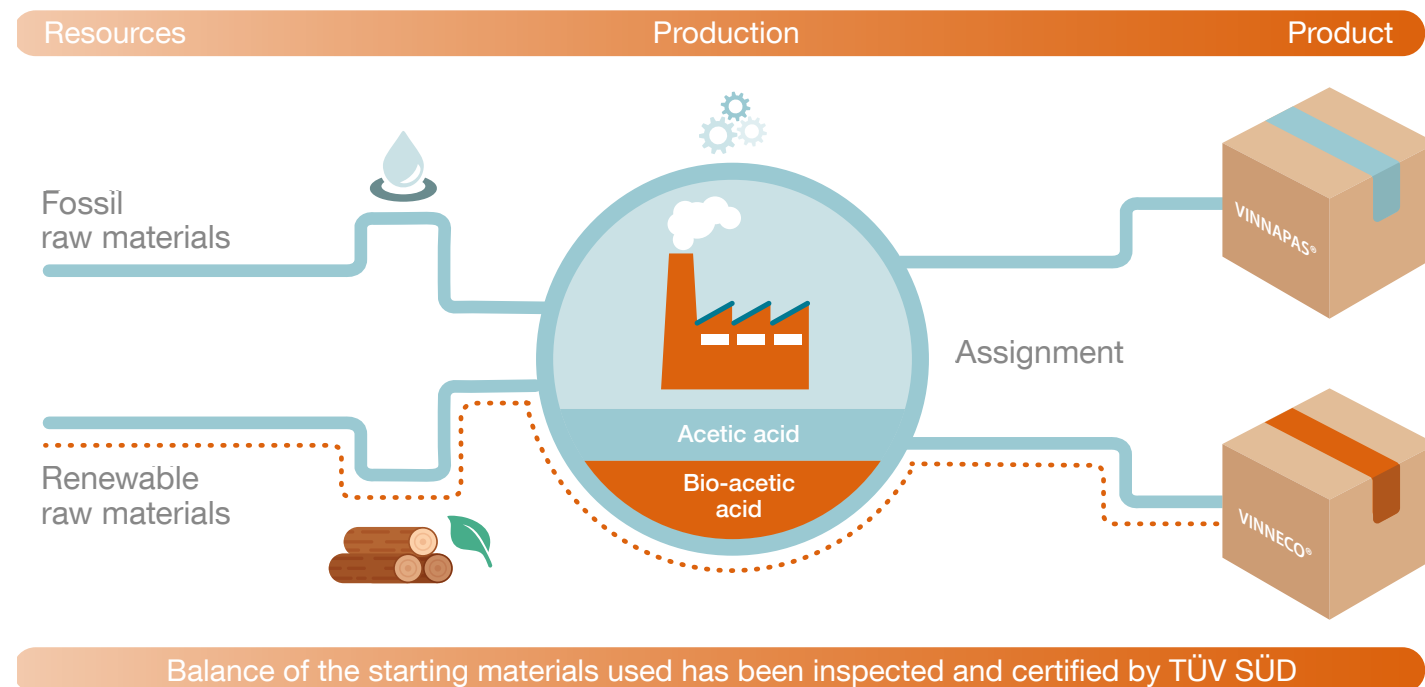 Resources
Production
Product
Fossil
raw materials
VINNAPAS®
Assignment
Acetic acid
Bio-acetic
acid
Renewable
raw materials
VINNECO®
Balance of the starting materials used has been inspected and certified by TÜV SÜD